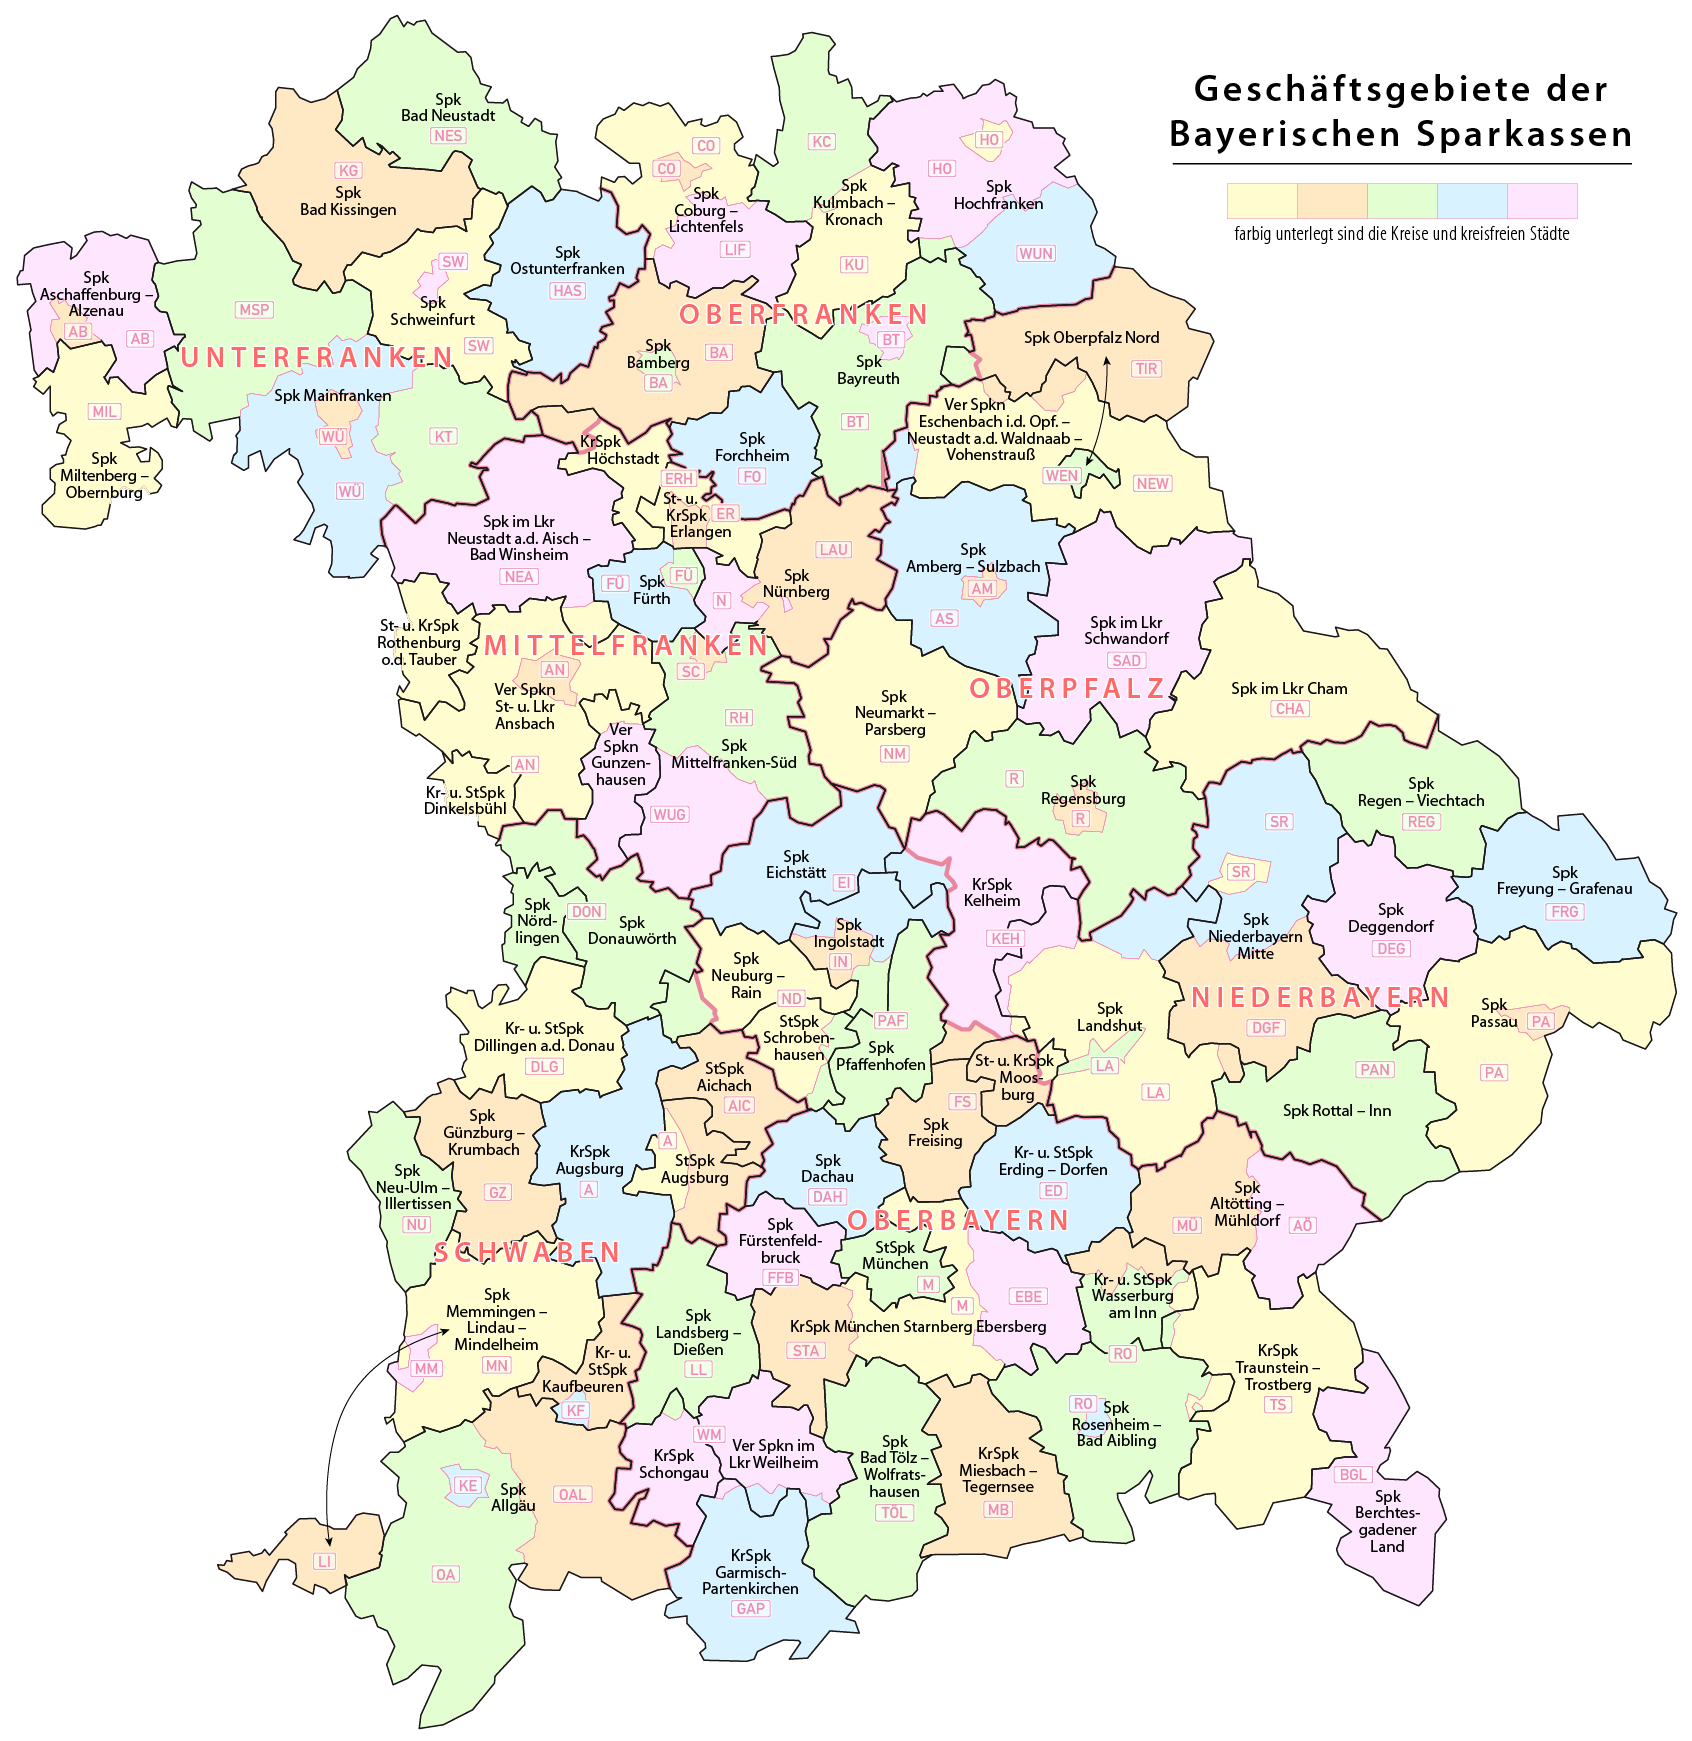 Geschäftsgebiete der
Bayerischen Sparkassen
farbig unterlegt sind die Kreise und kreisfreien Städte
UNTERFRANKEN
Spk
Bad Neustadt
NES
KG
Spk
Bad Kissingen
MSP
SW
Spk
Schweinfurt
SW
Spk
Ostunterfranken
HAS
Spk
Aschaffenburg –
Alzenau
AB
AB
MIL
Spk
Miltenberg –
Obernburg
Spk Mainfranken
WÜ
KT
WÜ
OBERFRANKEN
CO
CO
Spk
Coburg –
Lichtenfels
LIF
KC
Spk
Kulmbach –
Kronach
KU
HO
HO
Spk
Hochfranken
WUN
Spk
Bamberg
BA
BA
BT
Spk
Bayreuth
BT
Spk
Forchheim
FO
MITTELFRANKEN
KrSpk
Höchstadt
ERH
St- u.
KrSpk
Erlangen
ER
LAU
Spk
Nürnberg
N
Spk im Lkr
Neustadt a.d. Aisch –
Bad Winsheim
NEA
FÜ
FÜ
Spk
Fürth
St- u. KrSpk
Rothenburg
o.d. Tauber
AN
Ver Spkn
St- u. Lkr
Ansbach
AN
Kr- u. StSpk
Dinkelsbühl
Ver
Spkn
Gunzen-
hausen
SC
RH
Spk
Mittelfranken-Süd
WUG
OBERPFALZ
Spk Oberpfalz Nord
TIR
Ver Spkn
Eschenbach i.d. Opf. –
Neustadt a.d. Waldnaab –
Vohenstrauß
WEN
NEW
Spk
Amberg – Sulzbach
AM
AS
Spk im Lkr
Schwandorf
SAD
Spk im Lkr Cham
CHA
Spk
Neumarkt –
Parsberg
NM
R
Spk
Regensburg
R
NIEDERBAYERN
SR
SR
Spk
Regen – Viechtach
REG
Spk
Freyung – Grafenau
FRG
Spk
Deggendorf
DEG
Spk
Niederbayern
Mitte
DGF
KrSpk
Kelheim
KEH
Spk
Landshut
LA
LA
Spk
Passau
PA
PA
PAN
Spk Rottal – Inn
OBERBAYERN
Spk
Eichstätt
EI
Spk
Ingolstadt
IN
Spk
Neuburg –
Rain
ND
StSpk
Schroben-
hausen
PAF
Spk
Pfaffenhofen
St- u. KrSpk
Moos-
burg
FS
Spk
Freising
Kr- u. StSpk
Erding – Dorfen
ED
Spk
Dachau
DAH
Spk
Fürstenfeld-
bruck
FFB
StSpk
München
M
M
EBE
KrSpk München Starnberg Ebersberg
STA
Spk
Altötting –
Mühldorf
MÜ
AÖ
Kr- u. StSpk
Wasserburg
am Inn
RO
RO
Spk
Rosenheim –
Bad Aibling
KrSpk
Traunstein –
Trostberg
TS
BGL
Spk
Berchtes-
gadener
Land
Spk
Landsberg –
Dießen
LL
KrSpk
Schongau
WM
Ver Spkn im
Lkr Weilheim
Spk
Bad Tölz –
Wolfrats-
hausen
TÖL
KrSpk
Miesbach –
Tegernsee
MB
KrSpk
Garmisch-
Partenkirchen
GAP
SCHWABEN
Spk
Nörd-
lingen
DON
Spk
Donauwörth
Kr- u. StSpk
Dillingen a.d. Donau
DLG
StSpk
Aichach
AIC
A
StSpk
Augsburg
KrSpk
Augsburg
A
Spk
Günzburg –
Krumbach
GZ
Spk
Neu-Ulm –
Illertissen
NU
Spk
Memmingen –
Lindau –
Mindelheim
MM
MN
Kr- u.
StSpk
Kaufbeuren
KF
KE
Spk
Allgäu
OAL
OA
LI